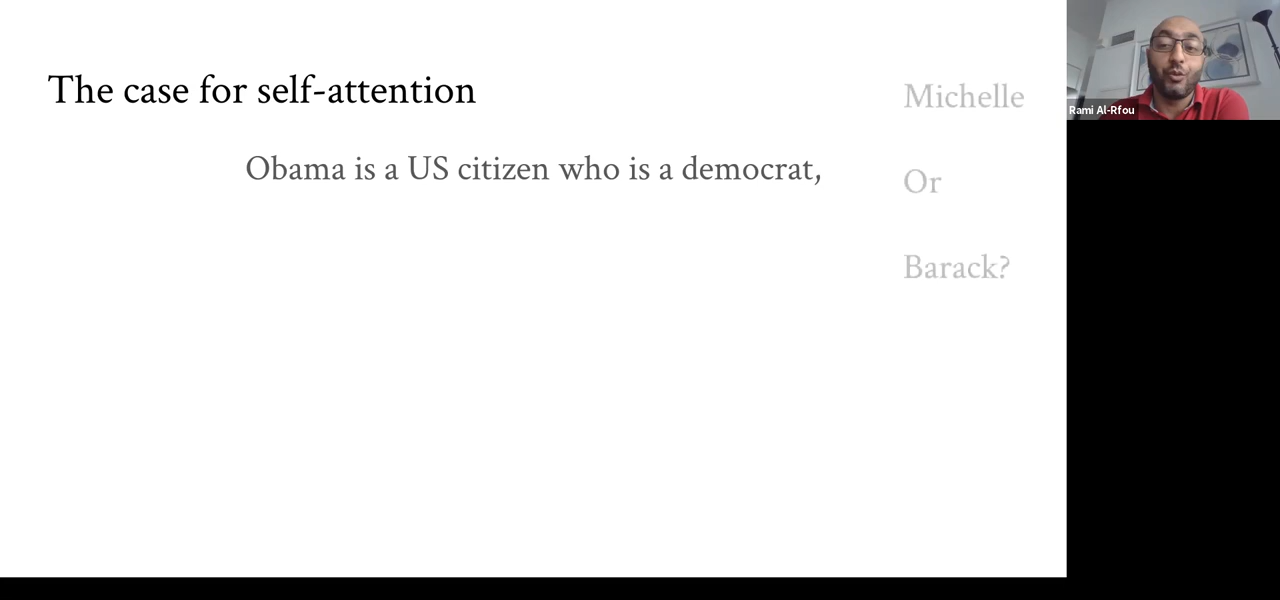 The case for self-attention
Obama is a US citizen who is a democrat,
Michelle
Or
Barack?
Rami Al-Rfou